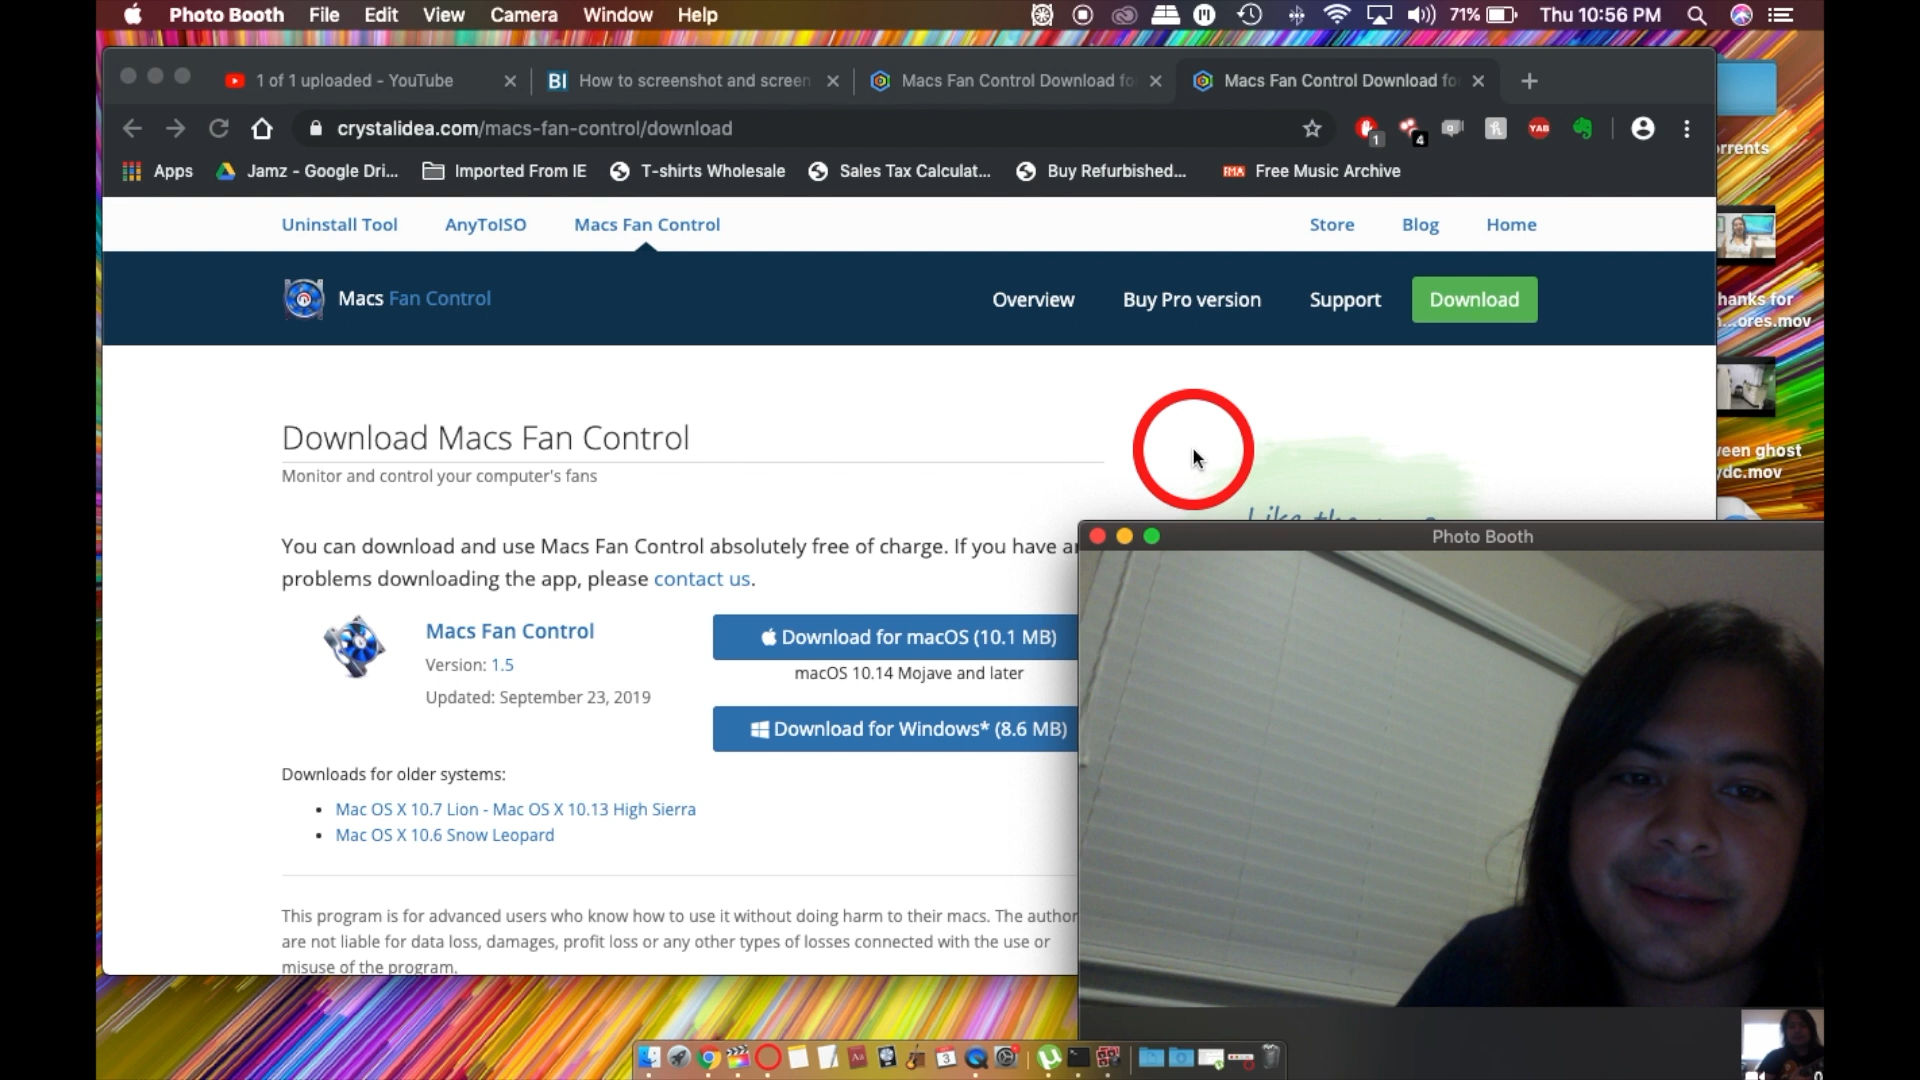 Photo Booth File Edit View Camera Window Help 71% Thu 10:56 PM
1 of 1 uploaded - YouTube BI How to screenshot and screen Macs Fan Control Download fo Macs Fan Control Download fo
crystalidea.com/macs-fan-control/download 1 4 YAB
Apps Jamz - Google Dri... Imported From IE T-shirts Wholesale Sales Tax Calculat... Buy Refurbished... FMA Free Music Archive
Uninstall Tool AnyToISO Macs Fan Control Store Blog Home
Macs Fan Control Overview Buy Pro version Support Download
Download Macs Fan Control
Monitor and control your computer's fans
You can download and use Macs Fan Control absolutely free of charge. If you have
problems downloading the app, please contact us.
Macs Fan Control
Version: 1.5
Updated: September 23, 2019
Download for macOS (10.1 MB)
macOS 10.14 Mojave and later
Download for Windows* (8.6 MB)
Downloads for older systems:
Mac OS X 10.7 Lion - Mac OS X 10.13 High Sierra
Mac OS X 10.6 Snow Leopard
This program is for advanced users who know how to use it without doing harm to their macs. The author
are not liable for data loss, damages, profit loss or any other types of losses connected with the use or
misuse of the program.
Photo Booth
rrents
hanks for
...ores.mov
een ghost
dc.mov
3